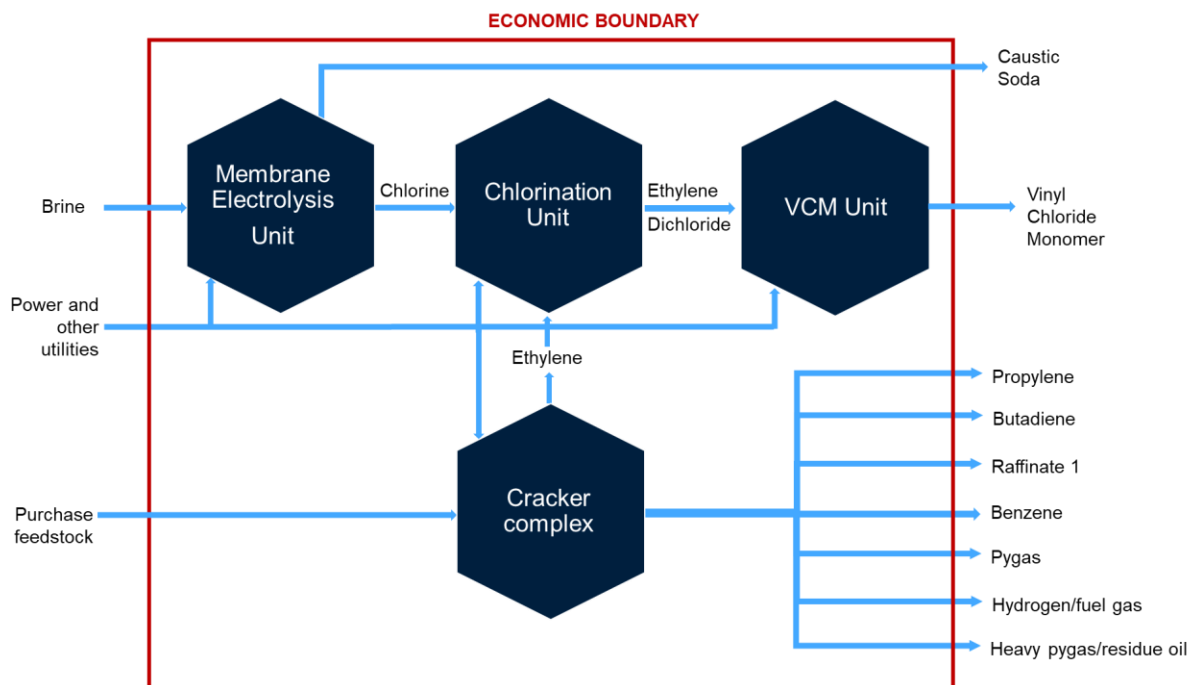 ECONOMIC BOUNDARY
Caustic
Soda
Membrane
Electrolysis
Unit
Chlorine
Chlorination
Unit
Ethylene
Dichloride
VCM Unit
Brine
Vinyl
Chloride
Monomer
Power and
other
utilities
Ethylene
Propylene
Butadiene
Raffinate 1
Cracker
complex
Benzene
Purchase
feedstock
Pygas
Hydrogen/fuel gas
Heavy pygas/residue oil